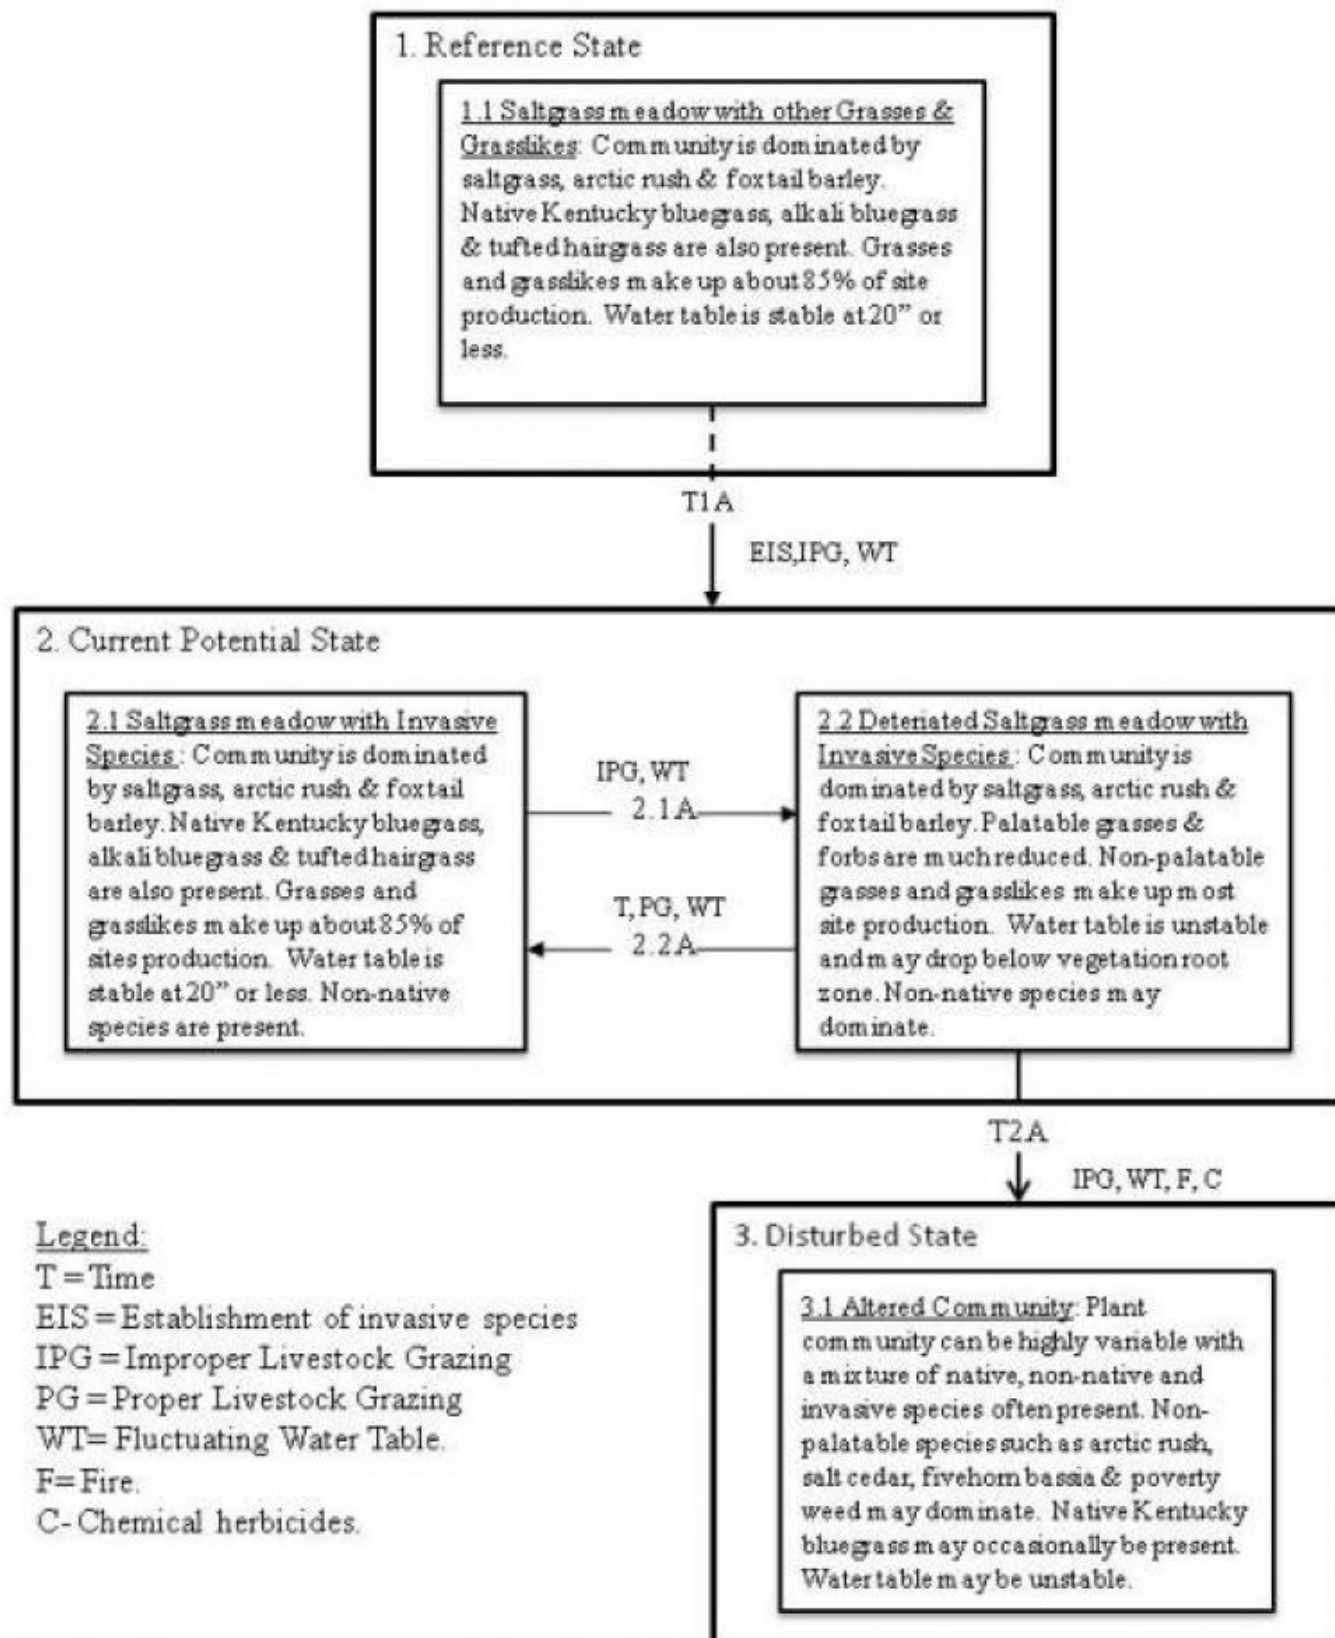 1. Reference State
1.1 Saltgrass meadow with other Grasses &
Grasslikes: Community is dominated by
saltgrass, arctic rush & foxtail barley.
Native Kentucky bluegrass, alkali bluegrass
& tufted hairgrass are also present. Grasses
and grasslikes make up about 85% of site
production. Water table is stable at 20” or
less.
T1A
EIS,IPG, WT
2. Current Potential State
2.1 Saltgrass meadow with Invasive
Species: Community is dominated
by saltgrass, arctic rush & foxtail
barley. Native Kentucky bluegrass,
alkali bluegrass & tufted hairgrass
are also present. Grasses and
grasslikes make up about 85% of
sites production. Water table is
stable at 20” or less. Non-native
species are present.
IPG, WT
2.1A
T, PG, WT
2.2A
2.2 Deteriated Saltgrass meadow with
Invasive Species: Community is
dominated by saltgrass, arctic rush &
foxtail barley. Palatable grasses &
forbs are much reduced. Non-palatable
grasses and grasslikes make up most
site production. Water table is unstable
and may drop below vegetation root
zone. Non-native species may
dominate.
T2A
IPG, WT, F, C
Legend:
T = Time
EIS = Establishment of invasive species
IPG = Improper Livestock Grazing
PG = Proper Livestock Grazing
WT= Fluctuating Water Table.
F= Fire.
C- Chemical herbicides.
3. Disturbed State
3.1 Altered Community: Plant
community can be highly variable with
a mixture of native, non-native and
invasive species often present. Non-
palatable species such as arctic rush,
salt cedar, fivehorn bassia & poverty
weed may dominate. Native Kentucky
bluegrass may occasionally be present.
Water table may be unstable.